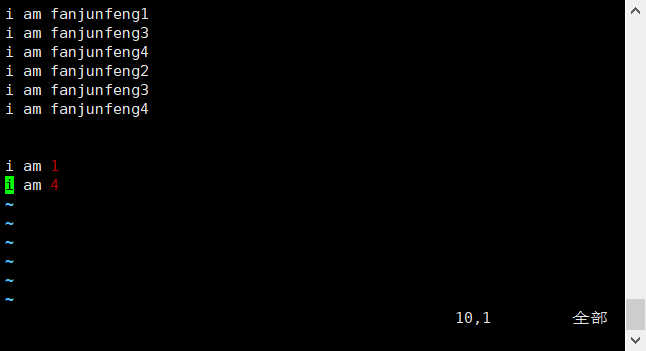 i am fanjunfeng1
i am fanjunfeng3
i am fanjunfeng4
i am fanjunfeng2
i am fanjunfeng3
i am fanjunfeng4
i am 1
i am 4
~
~
~
~
~
~
10,1 全部